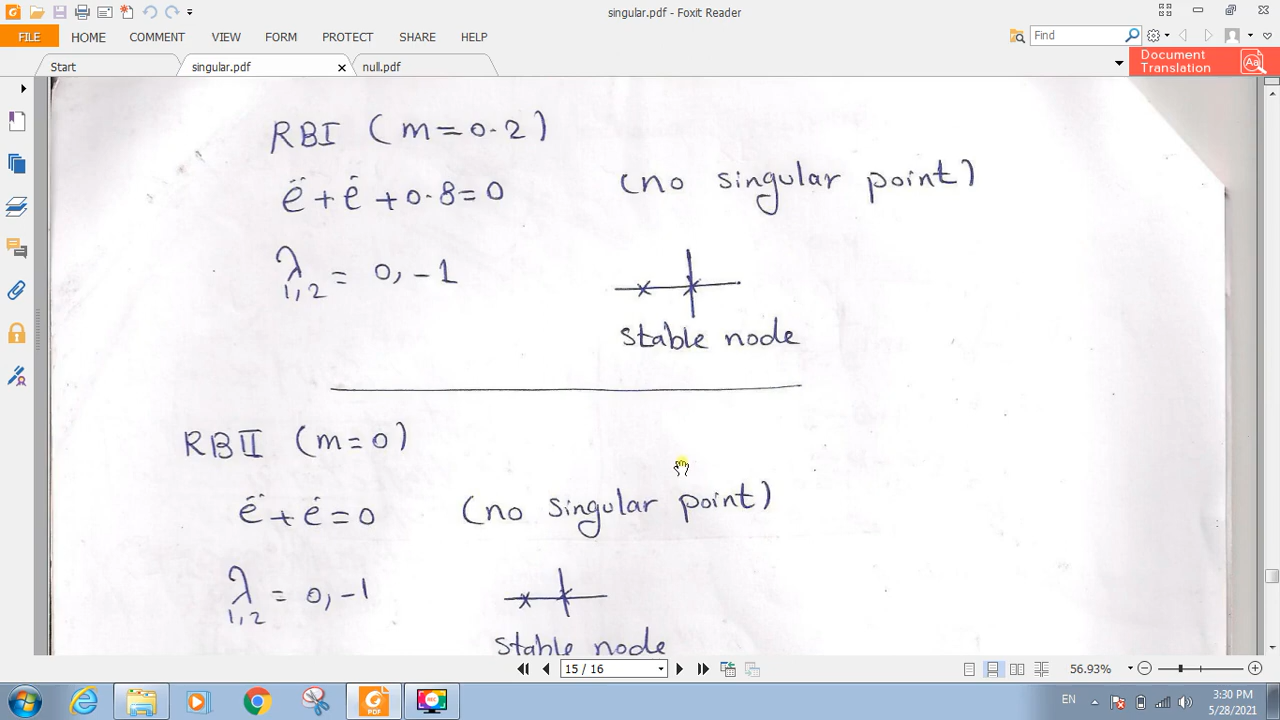 singular.pdf - Foxit Reader
FILE HOME COMMENT VIEW FORM PROTECT SHARE HELP
Find
Document Translation
Start singular.pdf null.pdf
RBI (m=0.2)
ë + ė + 0.8 = 0 (no singular point)
λ1,2 = 0, -1
stable node
RBII (m=0)
ë + ė = 0 (no singular point)
λ1,2 = 0, -1
stable node
15 / 16
56.93%
EN
3:30 PM
5/28/2021